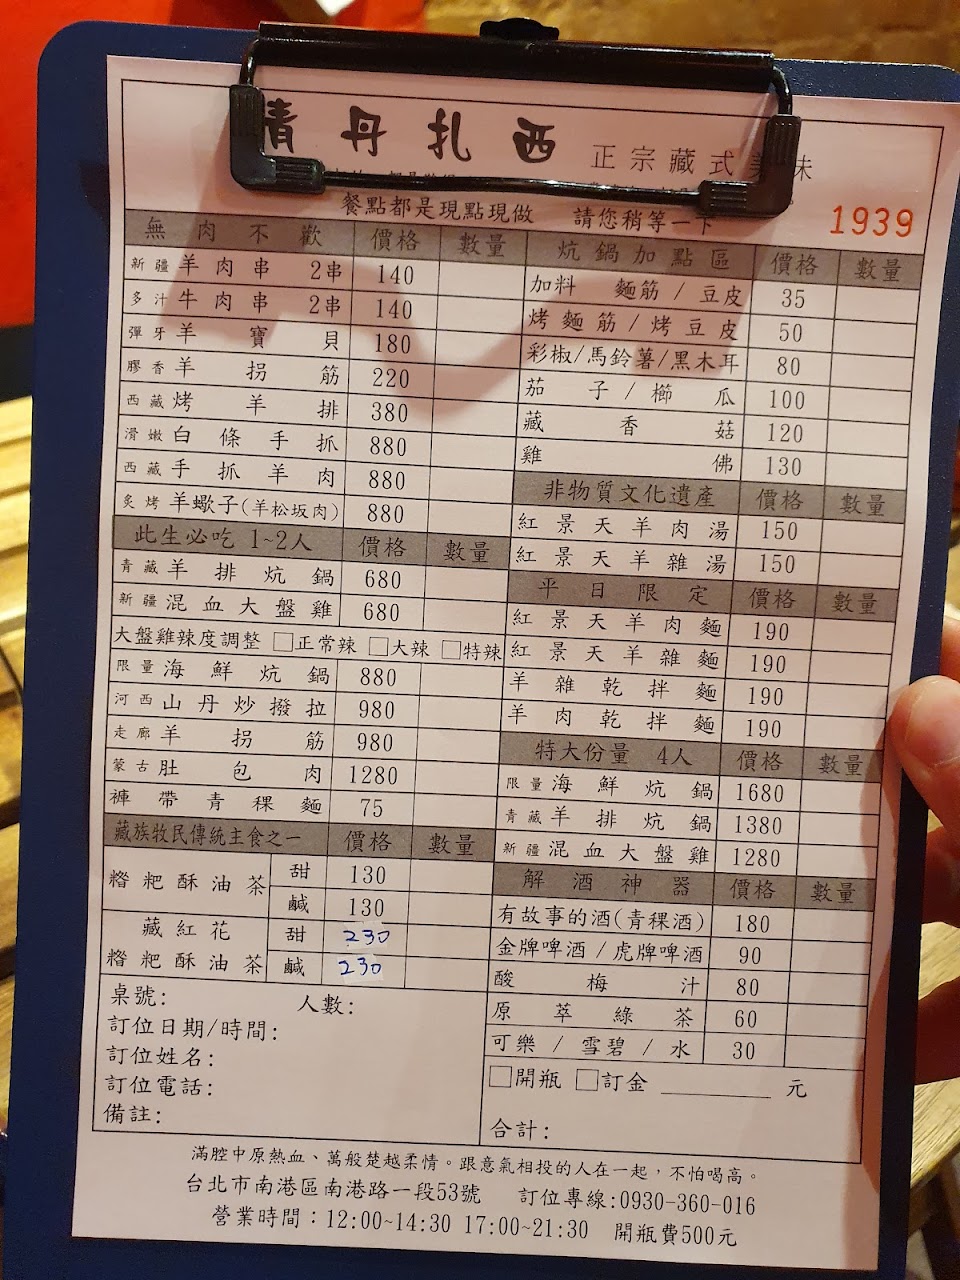 青丹扎西 正宗藏式美味
餐點都是現點現做 請您稍等一下
1939
無肉不歡 價格 數量
新疆羊肉串 2串 140
多汁牛肉串 2串 140
彈牙羊寶貝 180
膠香羊拐筋 220
西藏烤羊排 380
滑嫩白條手抓 880
西藏手抓羊肉 880
炙烤羊蠍子(羊松坂肉) 880
此生必吃 1~2人 價格 數量
青藏羊排炕鍋 680
新疆混血大盤雞 680
大盤雞辣度調整 □正常辣 □大辣 □特辣
限量海鮮炕鍋 880
河西山丹炒撥拉 980
走廊羊拐筋 980
蒙古肚包肉 1280
褲帶青稞麵 75
藏族牧民傳統主食之一 價格 數量
糌粑酥油茶 甜 130
鹹 130
藏紅花 甜 230
糌粑酥油茶 鹹 230
桌號: 人數:
訂位日期/時間:
訂位姓名:
訂位電話:
備註:
炕鍋加點區 價格 數量
加料 麵筋/豆皮 35
烤麵筋/烤豆皮 50
彩椒/馬鈴薯/黑木耳 80
茄子/櫛瓜 100
藏香菇 120
雞佛 130
非物質文化遺產 價格 數量
紅景天羊肉湯 150
紅景天羊雜湯 150
平日限定 價格 數量
紅景天羊肉麵 190
紅景天羊雜麵 190
羊雜乾拌麵 190
羊肉乾拌麵 190
特大份量 4人 價格 數量
限量海鮮炕鍋 1680
青藏羊排炕鍋 1380
新疆混血大盤雞 1280
解酒神器 價格 數量
有故事的酒(青稞酒) 180
金牌啤酒/虎牌啤酒 90
酸梅汁 80
原萃綠茶 60
可樂/雪碧/水 30
□開瓶 □訂金 ________ 元
合計:
滿腔中原熱血、萬般楚越柔情。跟意氣相投的人在一起，不怕喝高。
台北市南港區南港路一段53號 訂位專線:0930-360-016
營業時間：12:00~14:30 17:00~21:30 開瓶費500元